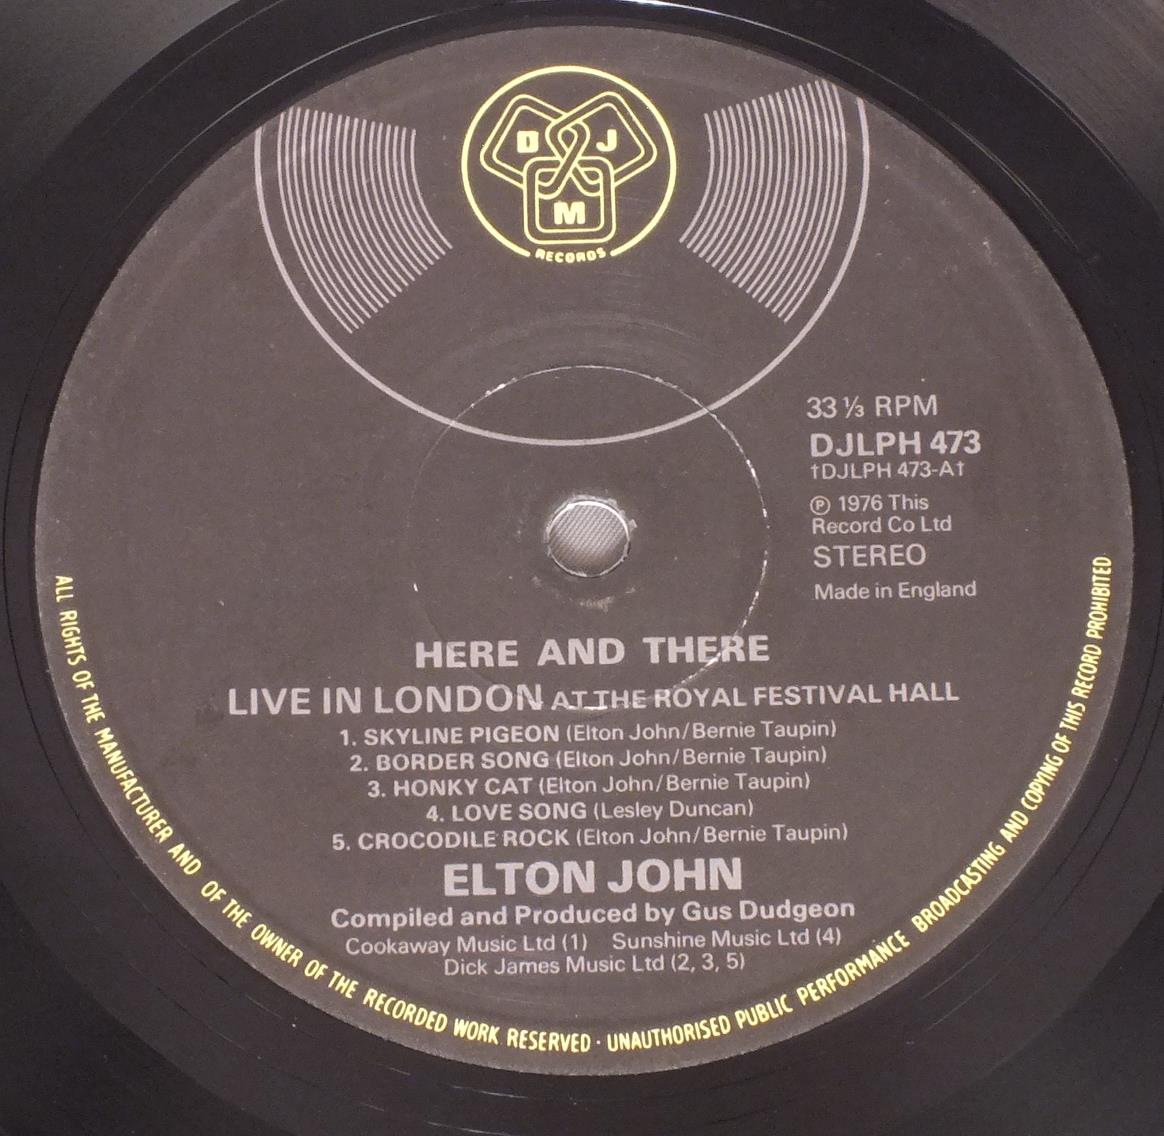 D J
M
RECORDS
33 ⅓ RPM
DJLPH 473
†DJLPH 473-A†
℗ 1976 This
Record Co Ltd
STEREO
Made in England
HERE AND THERE
LIVE IN LONDON AT THE ROYAL FESTIVAL HALL
1. SKYLINE PIGEON (Elton John/Bernie Taupin)
2. BORDER SONG (Elton John/Bernie Taupin)
3. HONKY CAT (Elton John/Bernie Taupin)
4. LOVE SONG (Lesley Duncan)
5. CROCODILE ROCK (Elton John/Bernie Taupin)
ELTON JOHN
Compiled and Produced by Gus Dudgeon
Cookaway Music Ltd (1) Sunshine Music Ltd (4)
Dick James Music Ltd (2, 3, 5)
ALL RIGHTS OF THE MANUFACTURER AND OF THE OWNER OF THE RECORDED WORK RESERVED · UNAUTHORISED PUBLIC PERFORMANCE BROADCASTING AND COPYING OF THIS RECORD PROHIBITED